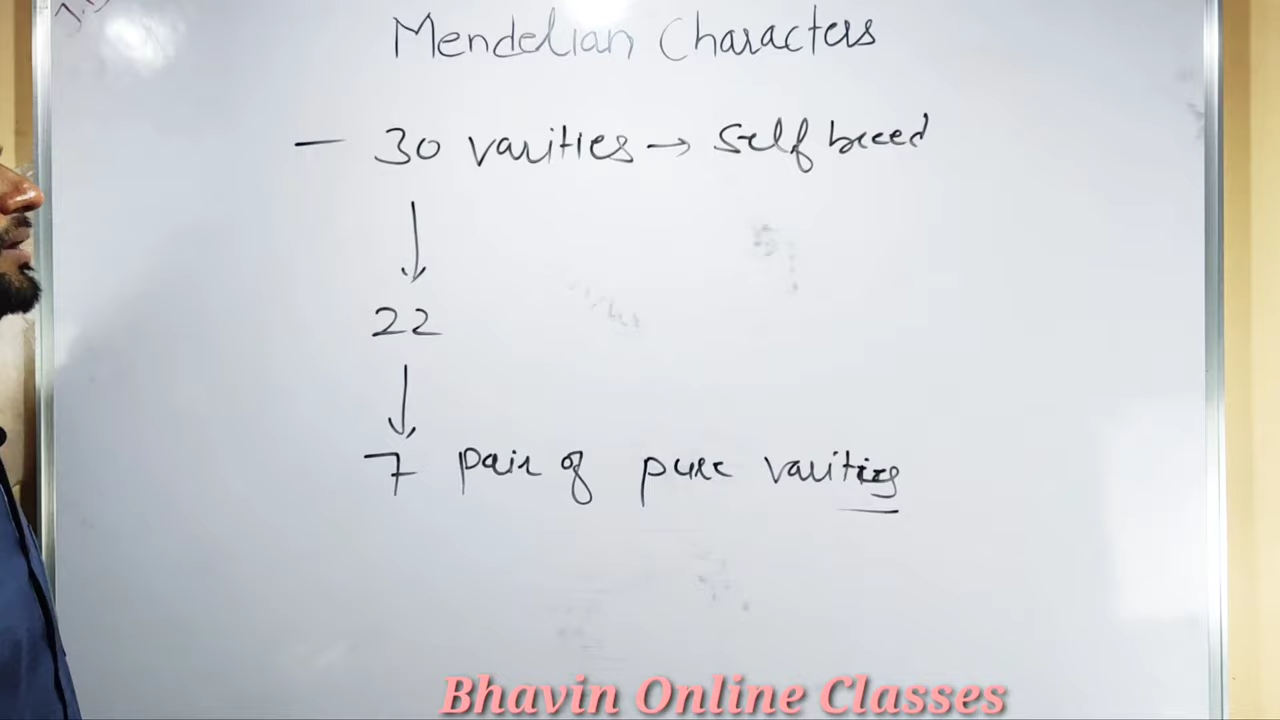 Mendelian Characters
— 30 varities → Self breed
↓
22
↓
7 pair of pure varities
Bhavin Online Classes